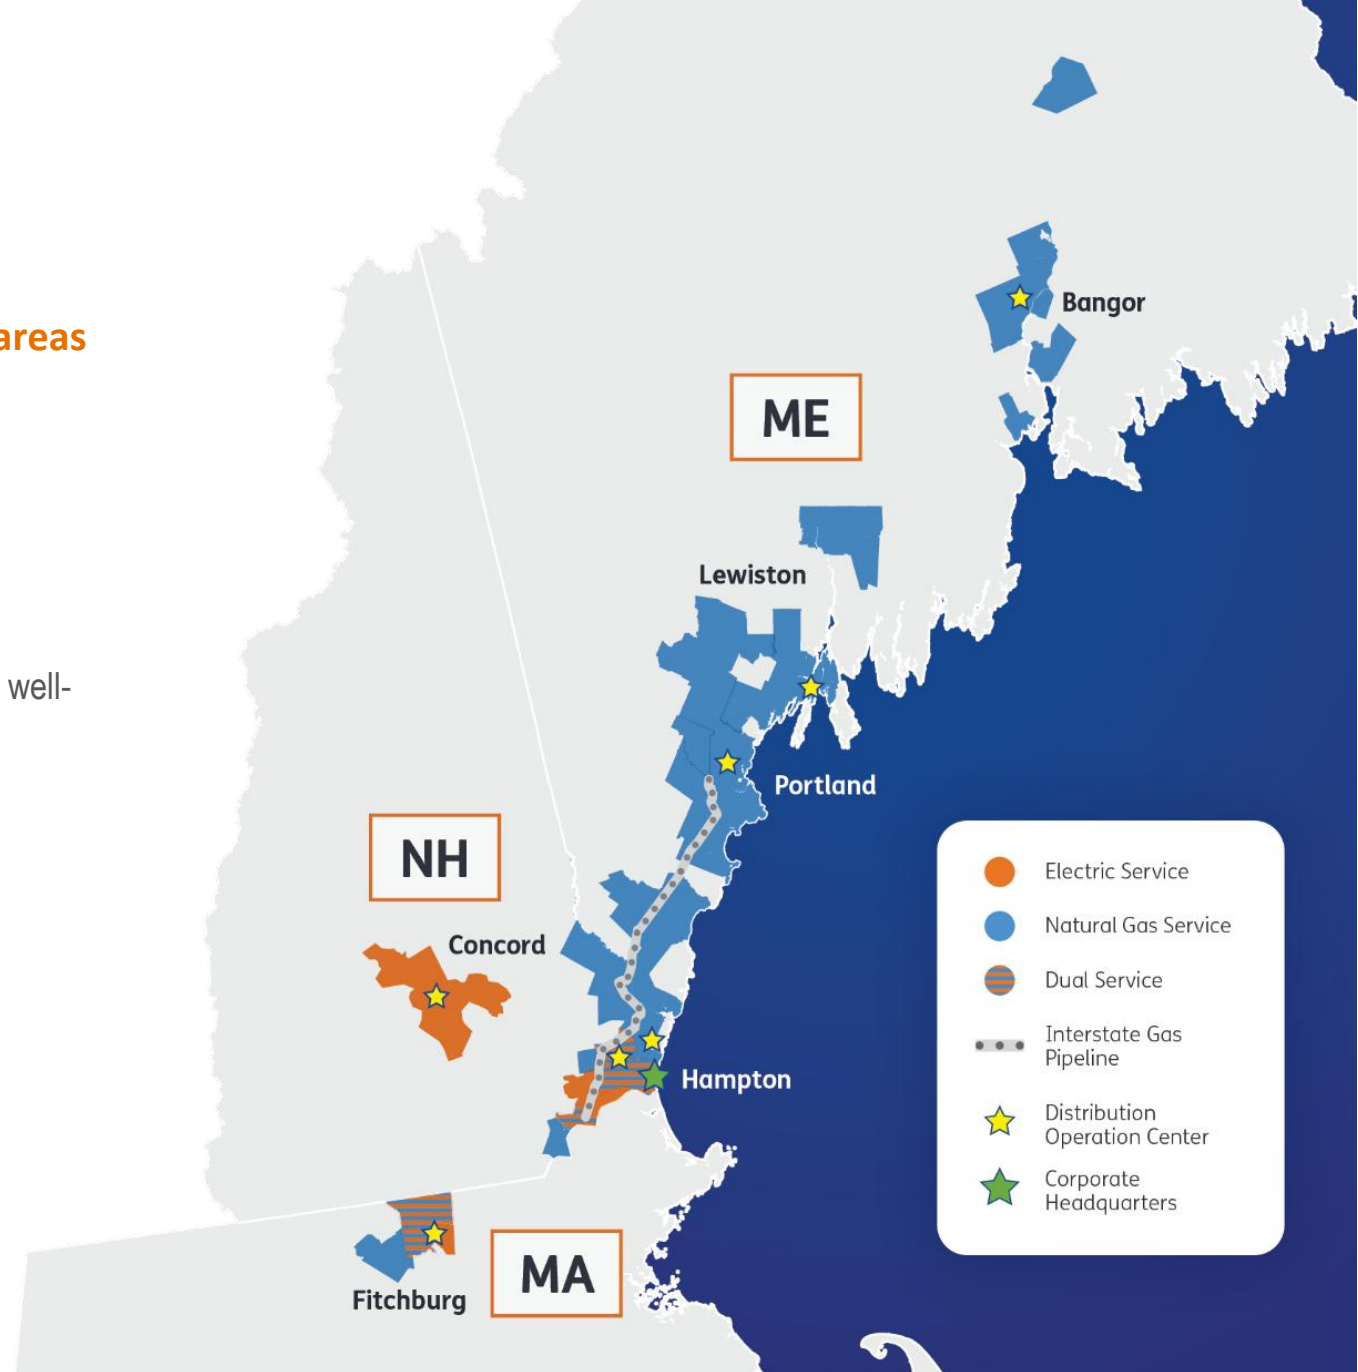 areas
well-
Bangor
ME
Lewiston
Portland
NH
Concord
Hampton
MA
Fitchburg
Electric Service
Natural Gas Service
Dual Service
Interstate Gas
Pipeline
Distribution
Operation Center
Corporate
Headquarters